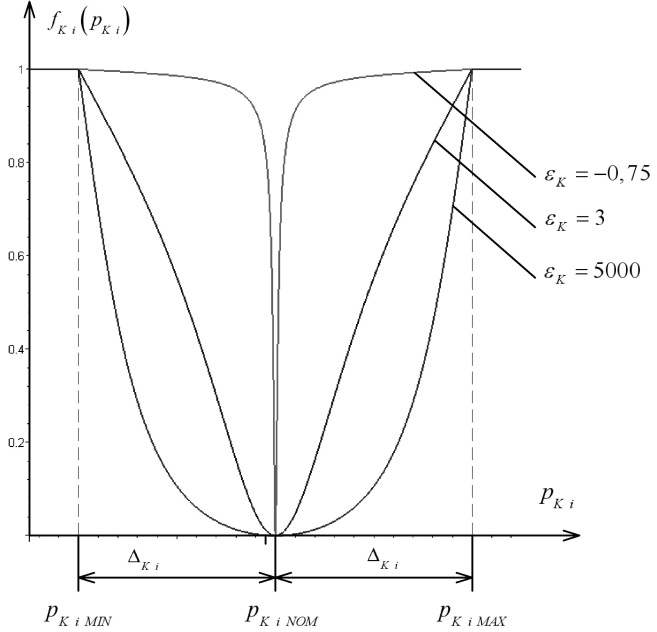 f_{K i}(p_{K i})
1
0.8
0.6
0.4
0.2
ε_K = −0,75
ε_K = 3
ε_K = 5000
p_{K i}
Δ_{K i} Δ_{K i}
p_{K i MIN} p_{K i NOM} p_{K i MAX}